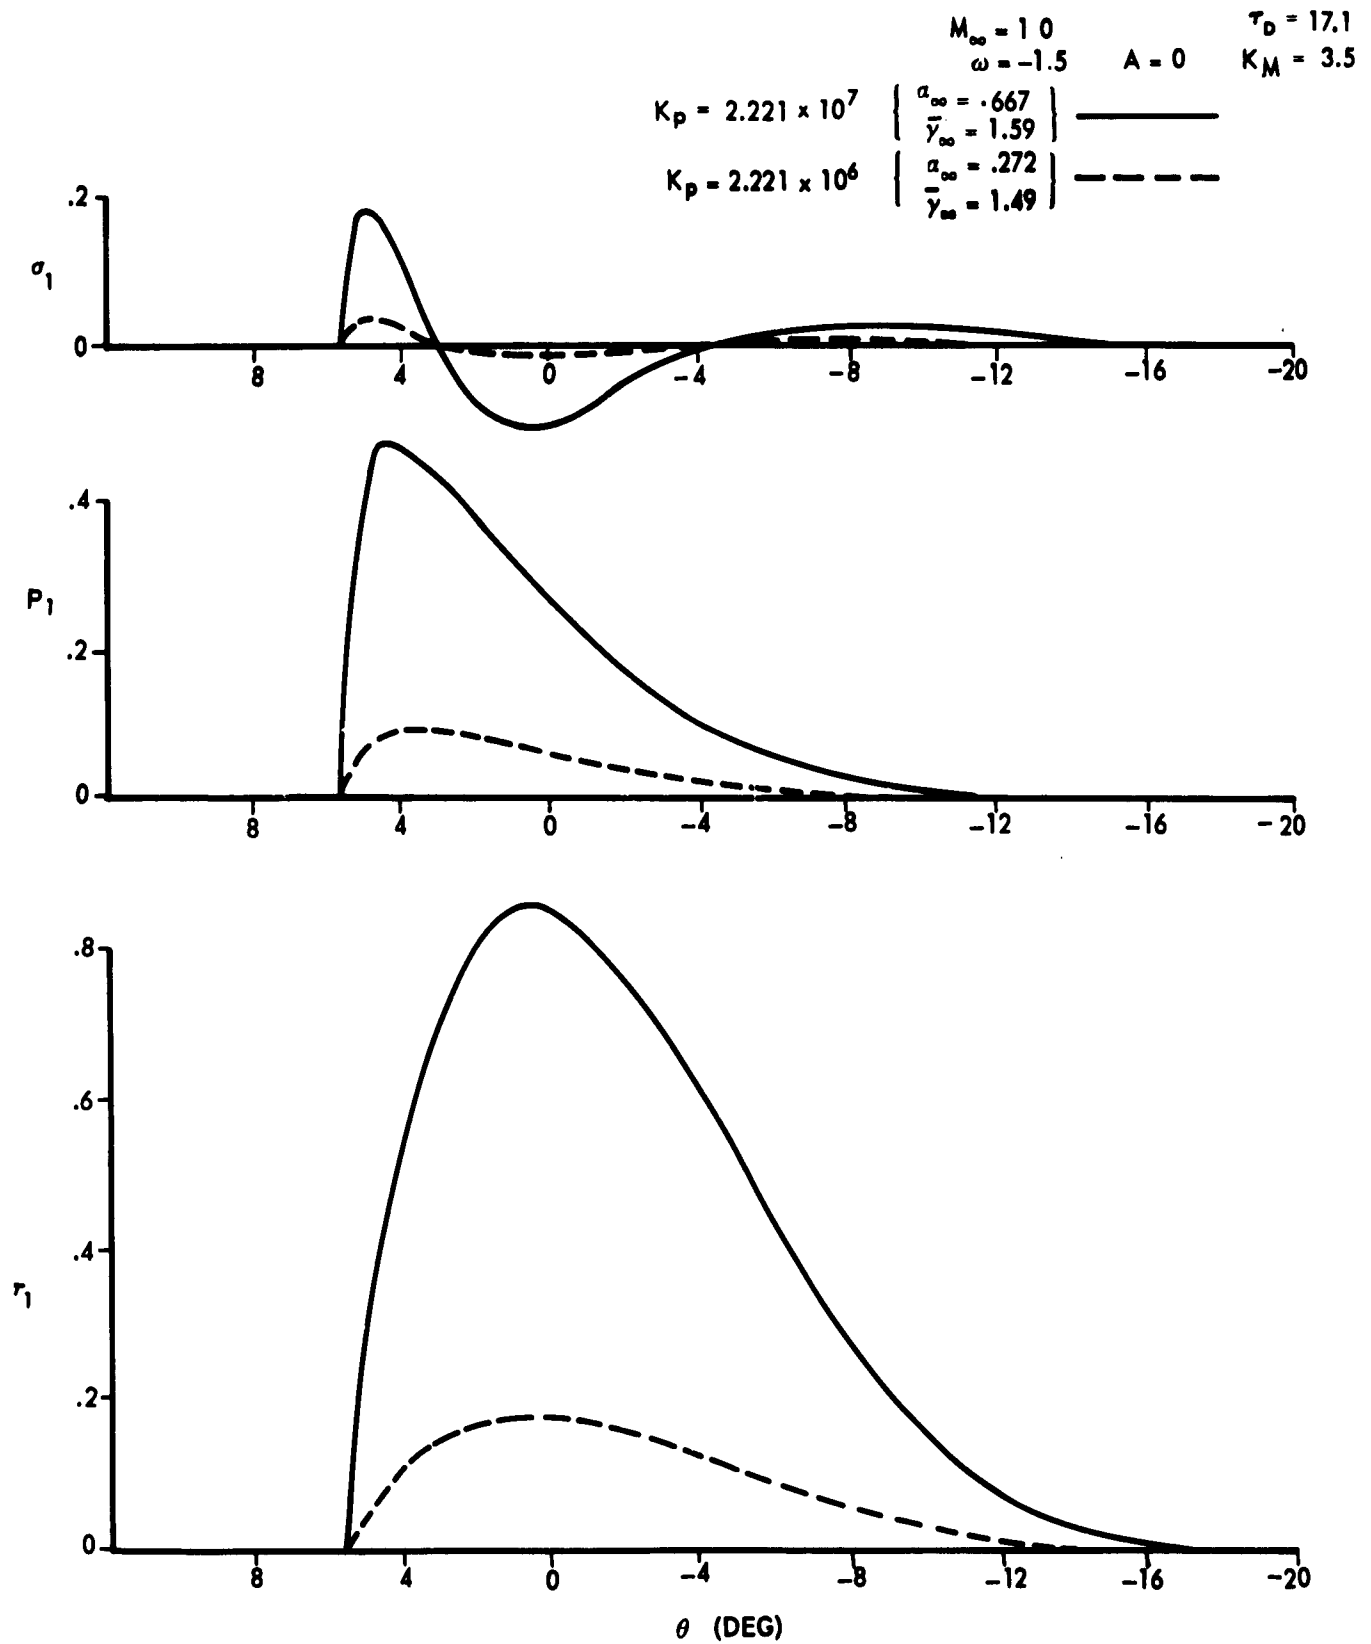 M∞ = 1 0 τD = 17.1
ω = -1.5 A = 0 KM = 3.5
Kp = 2.221 x 10^7 { α∞ = .667
γ̄∞ = 1.59 }
Kp = 2.221 x 10^6 { α∞ = .272
γ̄∞ = 1.49 }
.2
σ1
0
8 4 0 -4 -8 -12 -16 -20
.4
P1
.2
0
8 4 0 -4 -8 -12 -16 -20
.8
.6
.4
r1
.2
0
8 4 0 -4 -8 -12 -16 -20
θ (DEG)